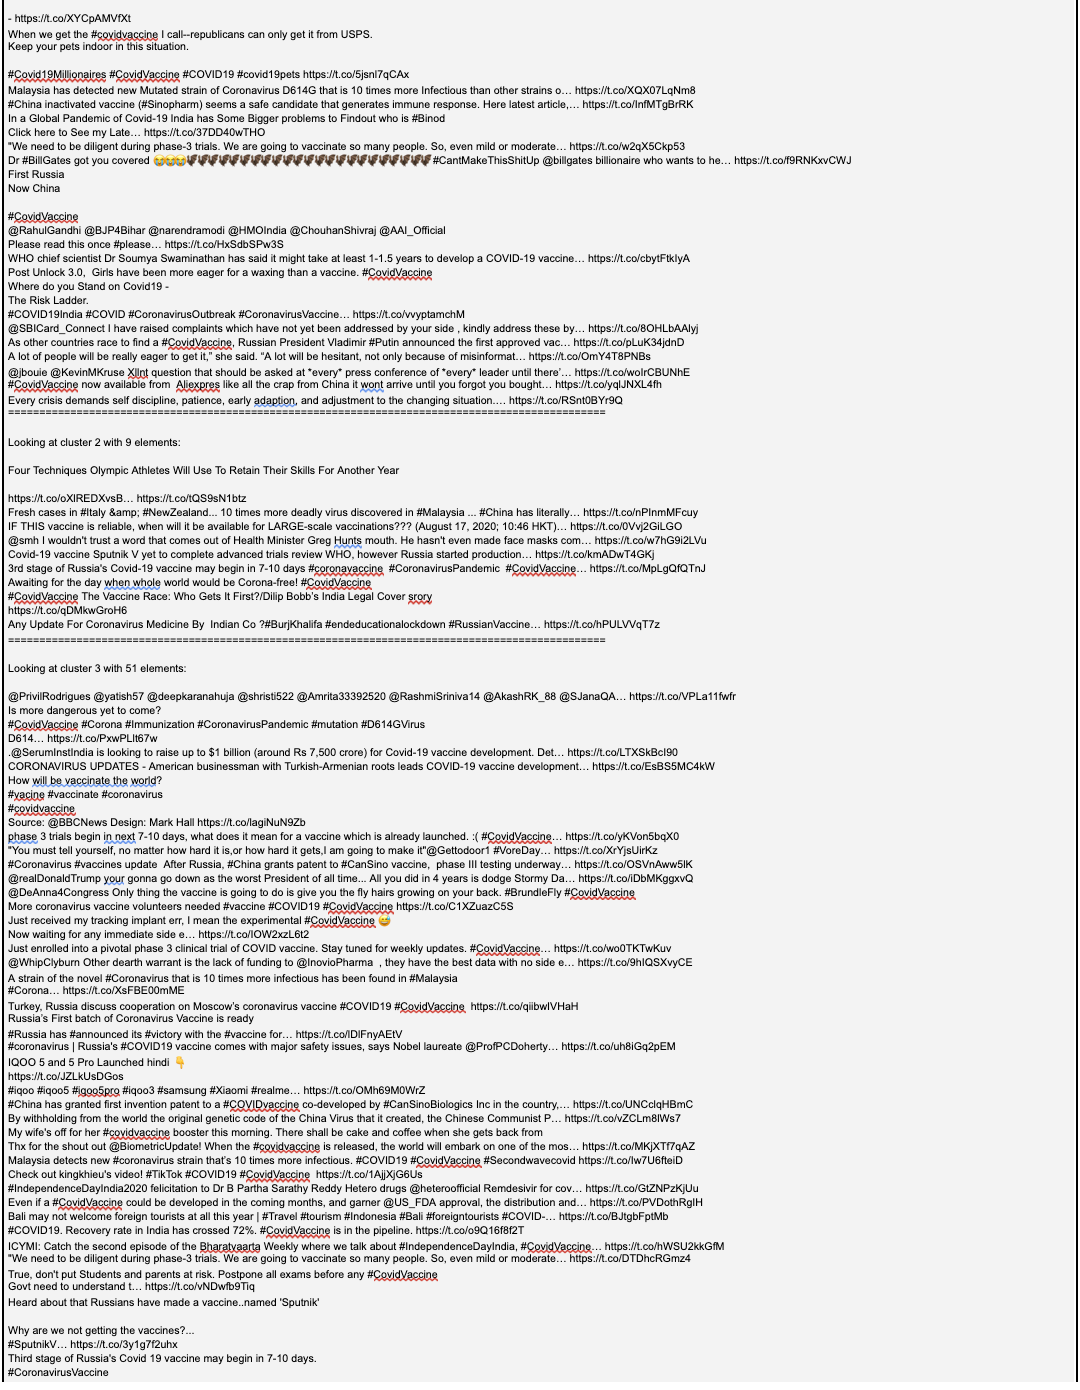 - https://t.co/XYCpAMVfXt
When we get the #covidvaccine I call--republicans can only get it from USPS.
Keep your pets indoor in this situation.
#Covid19Millionaires #CovidVaccine #COVID19 #covid19pets https://t.co/5jsnl7qCAx
Malaysia has detected new Mutated strain of Coronavirus D614G that is 10 times more Infectious than other strains o… https://t.co/XQX07LqNm8
#China inactivated vaccine (#Sinopharm) seems a safe candidate that generates immune response. Here latest article,… https://t.co/InfMTgBrRK
In a Global Pandemic of Covid-19 India has Some Bigger problems to Findout who is #Binod
Click here to See my Late… https://t.co/37DD40wTHO
"We need to be diligent during phase-3 trials. We are going to vaccinate so many people. So, even mild or moderate… https://t.co/w2qX5Ckp53
Dr #BillGates got you covered 😭😭😭 #CantMakeThisShitUp @billgates billionaire who wants to he… https://t.co/f9RNKxvCWJ
First Russia
Now China
#CovidVaccine
@RahulGandhi @BJP4Bihar @narendramodi @HMOIndia @ChouhanShivraj @AAI_Official
Please read this once #please… https://t.co/HxSdbSPw3S
WHO chief scientist Dr Soumya Swaminathan has said it might take at least 1-1.5 years to develop a COVID-19 vaccine… https://t.co/cbytFtkIyA
Post Unlock 3.0,  Girls have been more eager for a waxing than a vaccine. #CovidVaccine
Where do you Stand on Covid19 -
The Risk Ladder.
#COVID19India #COVID #CoronavirusOutbreak #CoronavirusVaccine… https://t.co/vvyptamchM
@SBICard_Connect I have raised complaints which have not yet been addressed by your side , kindly address these by… https://t.co/8OHLbAAlyj
As other countries race to find a #CovidVaccine, Russian President Vladimir #Putin announced the first approved vac… https://t.co/pLuK34jdnD
A lot of people will be really eager to get it,” she said. “A lot will be hesitant, not only because of misinformat… https://t.co/OmY4T8PNBs
@jbouie @KevinMKruse Xllnt question that should be asked at *every* press conference of *every* leader until there’… https://t.co/woIrCBUNhE
#CovidVaccine now available from  Aliexpres like all the crap from China it wont arrive until you forgot you bought… https://t.co/yqlJNXL4fh
Every crisis demands self discipline, patience, early adaption, and adjustment to the changing situation.… https://t.co/RSnt0BYr9Q
==============================================================================================
Looking at cluster 2 with 9 elements:
Four Techniques Olympic Athletes Will Use To Retain Their Skills For Another Year
https://t.co/oXlREDXvsB… https://t.co/tQS9sN1btz
Fresh cases in #Italy &amp; #NewZealand... 10 times more deadly virus discovered in #Malaysia ... #China has literally… https://t.co/nPlnmMFcuy
IF THIS vaccine is reliable, when will it be available for LARGE-scale vaccinations??? (August 17, 2020; 10:46 HKT)… https://t.co/0Vvj2GiLGO
@smh I wouldn't trust a word that comes out of Health Minister Greg Hunts mouth. He hasn't even made face masks com… https://t.co/w7hG9i2LVu
Covid-19 vaccine Sputnik V yet to complete advanced trials review WHO, however Russia started production… https://t.co/kmADwT4GKj
3rd stage of Russia's Covid-19 vaccine may begin in 7-10 days #coronavaccine  #CoronavirusPandemic  #CovidVaccine… https://t.co/MpLgQfQTnJ
Awaiting for the day when whole world would be Corona-free! #CovidVaccine
#CovidVaccine The Vaccine Race: Who Gets It First?/Dilip Bobb’s India Legal Cover srory
https://t.co/qDMkwGroH6
Any Update For Coronavirus Medicine By  Indian Co ?#BurjKhalifa #endeducationalockdown #RussianVaccine… https://t.co/hPULVVqT7z
==============================================================================================
Looking at cluster 3 with 51 elements:
@PrivilRodrigues @yatish57 @deepkaranahuja @shristi522 @Amrita33392520 @RashmiSriniva14 @AkashRK_88 @SJanaQA… https://t.co/VPLa11fwfr
Is more dangerous yet to come?
#CovidVaccine #Corona #Immunization #CoronavirusPandemic #mutation #D614GVirus
D614… https://t.co/PxwPLlt67w
.@SerumInstIndia is looking to raise up to $1 billion (around Rs 7,500 crore) for Covid-19 vaccine development. Det… https://t.co/LTXSkBcI90
CORONAVIRUS UPDATES - American businessman with Turkish-Armenian roots leads COVID-19 vaccine development… https://t.co/EsBS5MC4kW
How will be vaccinate the world?
#vacine #vaccinate #coronavirus
#covidvaccine
Source: @BBCNews Design: Mark Hall https://t.co/lagiNuN9Zb
phase 3 trials begin in next 7-10 days, what does it mean for a vaccine which is already launched. :( #CovidVaccine… https://t.co/yKVon5bqX0
"You must tell yourself, no matter how hard it is,or how hard it gets,I am going to make it"@Gettodoor1 #VoreDay… https://t.co/XrYjsUirKz
#Coronavirus #vaccines update  After Russia, #China grants patent to #CanSino vaccine,  phase III testing underway… https://t.co/OSVnAww5lK
@realDonaldTrump your gonna go down as the worst President of all time... All you did in 4 years is dodge Stormy Da… https://t.co/iDbMKggxvQ
@DeAnna4Congress Only thing the vaccine is going to do is give you the fly hairs growing on your back. #BrundleFly #CovidVaccine
More coronavirus vaccine volunteers needed #vaccine #COVID19 #CovidVaccine https://t.co/C1XZuazC5S
Just received my tracking implant err, I mean the experimental #CovidVaccine 😅
Now waiting for any immediate side e… https://t.co/IOW2xzL6t2
Just enrolled into a pivotal phase 3 clinical trial of COVID vaccine. Stay tuned for weekly updates. #CovidVaccine… https://t.co/wo0TKTwKuv
@WhipClyburn Other dearth warrant is the lack of funding to @InovioPharma  , they have the best data with no side e… https://t.co/9hIQSXvyCE
A strain of the novel #Coronavirus that is 10 times more infectious has been found in #Malaysia
#Corona… https://t.co/XsFBE00mME
Turkey, Russia discuss cooperation on Moscow’s coronavirus vaccine #COVID19 #CovidVaccine  https://t.co/qiibwIVHaH
Russia’s First batch of Coronavirus Vaccine is ready
#Russia has #announced its #victory with the #vaccine for… https://t.co/lDlFnyAEtV
#coronavirus | Russia's #COVID19 vaccine comes with major safety issues, says Nobel laureate @ProfPCDoherty… https://t.co/uh8iGq2pEM
IQOO 5 and 5 Pro Launched hindi 👇
https://t.co/JZLkUsDGos
#iqoo #iqoo5 #iqoo5pro #iqoo3 #samsung #Xiaomi #realme… https://t.co/OMh69M0WrZ
#China has granted first invention patent to a #COVIDvaccine co-developed by #CanSinoBiologics Inc in the country,… https://t.co/UNCclqHBmC
By withholding from the world the original genetic code of the China Virus that it created, the Chinese Communist P… https://t.co/vZCLm8lWs7
My wife's off for her #covidvaccine booster this morning. There shall be cake and coffee when she gets back from
Thx for the shout out @BiometricUpdate! When the #covidvaccine is released, the world will embark on one of the mos… https://t.co/MKjXTf7qAZ
Malaysia detects new #coronavirus strain that’s 10 times more infectious. #COVID19 #CovidVaccine #Secondwavecovid https://t.co/Iw7U6fteiD
Check out kingkhieu's video! #TikTok #COVID19 #CovidVaccine  https://t.co/1AjjXjG6Us
#IndependenceDayIndia2020 felicitation to Dr B Partha Sarathy Reddy Hetero drugs @heteroofficial Remdesivir for cov… https://t.co/GtZNPzKjUu
Even if a #CovidVaccine could be developed in the coming months, and garner @US_FDA approval, the distribution and… https://t.co/PVDothRgIH
Bali may not welcome foreign tourists at all this year | #Travel #tourism #Indonesia #Bali #foreigntourists #COVID-… https://t.co/BJtgbFptMb
#COVID19. Recovery rate in India has crossed 72%. #CovidVaccine is in the pipeline. https://t.co/o9Q16f8f2T
ICYMI: Catch the second episode of the Bharatvaarta Weekly where we talk about #IndependenceDayIndia, #CovidVaccine… https://t.co/hWSU2kkGfM
"We need to be diligent during phase-3 trials. We are going to vaccinate so many people. So, even mild or moderate… https://t.co/DTDhcRGmz4
True, don't put Students and parents at risk. Postpone all exams before any #CovidVaccine
Govt need to understand t… https://t.co/vNDwfb9Tiq
Heard about that Russians have made a vaccine..named 'Sputnik'
Why are we not getting the vaccines?...
#SputnikV… https://t.co/3y1g7f2uhx
Third stage of Russia's Covid 19 vaccine may begin in 7-10 days.
#CoronavirusVaccine